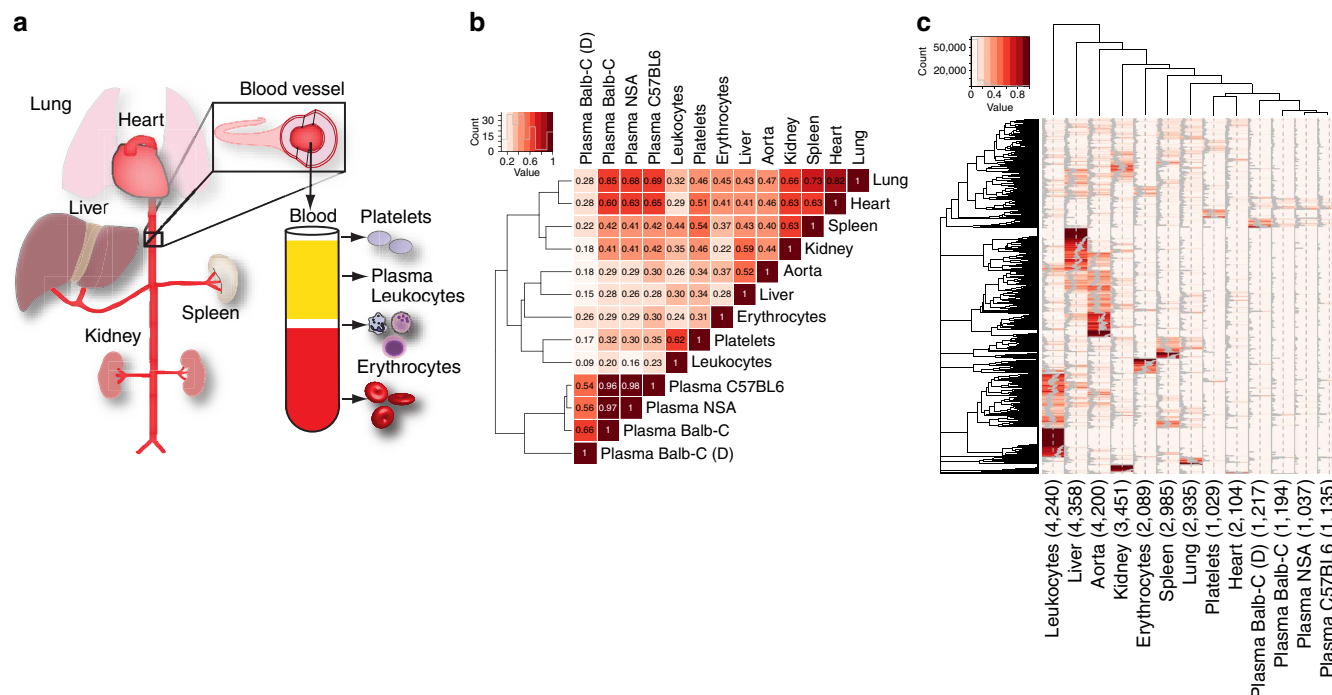 a
Lung
Heart
Blood vessel
Liver
Spleen
Kidney
Blood
Platelets
Plasma
Leukocytes
Erythrocytes
b
Count
30
15
0
0.2 0.6 1
Value
Plasma Balb-C (D)
Plasma Balb-C
Plasma NSA
Plasma C57BL6
Leukocytes
Platelets
Erythrocytes
Liver
Aorta
Kidney
Spleen
Heart
Lung
0.28 0.85 0.68 0.69 0.32 0.46 0.45 0.43 0.47 0.66 0.73 0.82 1 Lung
0.28 0.60 0.63 0.65 0.29 0.51 0.41 0.41 0.46 0.63 0.63 1 Heart
0.22 0.42 0.42 0.44 0.44 0.54 0.37 0.43 0.40 0.63 1 Spleen
0.18 0.41 0.41 0.42 0.35 0.46 0.22 0.59 0.44 1 Kidney
0.18 0.29 0.29 0.30 0.26 0.34 0.37 0.52 1 Aorta
0.15 0.28 0.26 0.28 0.30 0.34 0.28 1 Liver
0.26 0.29 0.29 0.30 0.24 0.31 1 Erythrocytes
0.17 0.32 0.30 0.35 0.62 1 Platelets
0.09 0.20 0.16 0.23 1 Leukocytes
0.54 0.96 0.98 1 Plasma C57BL6
0.56 0.97 1 Plasma NSA
0.66 1 Plasma Balb-C
1 Plasma Balb-C (D)
c
Count
50,000
20,000
0 0.4 0.8
Value
Leukocytes (4,240)
Liver (4,358)
Aorta (4,200)
Kidney (3,451)
Erythrocytes (2,089)
Spleen (2,985)
Lung (2,935)
Platelets (1,029)
Heart (2,104)
Plasma Balb-C (D) (1,217)
Plasma Balb-C (1,194)
Plasma NSA (1,037)
Plasma C57BL6 (1,135)